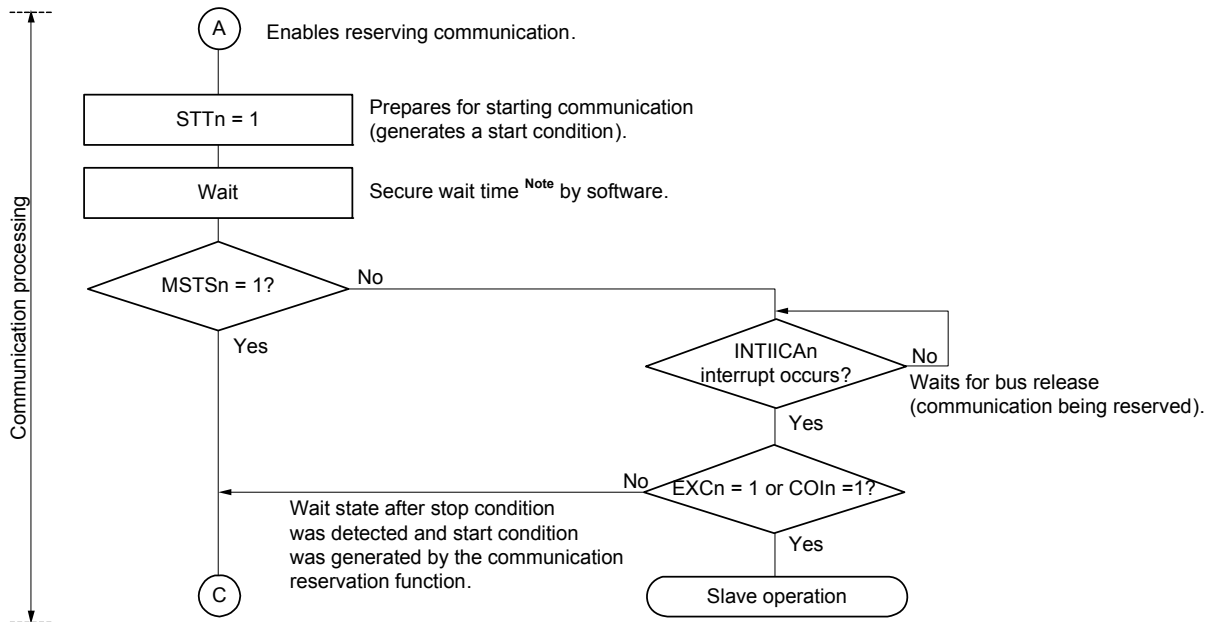 A
Enables reserving communication.
STTn = 1
Prepares for starting communication
(generates a start condition).
Wait
Secure wait time Note by software.
MSTSn = 1?
No
Yes
INTIICAn
interrupt occurs?
No
Waits for bus release
(communication being reserved).
Yes
EXCn = 1 or COIn =1?
No
Wait state after stop condition
was detected and start condition
was generated by the communication
reservation function.
Yes
C
Slave operation
Communication processing